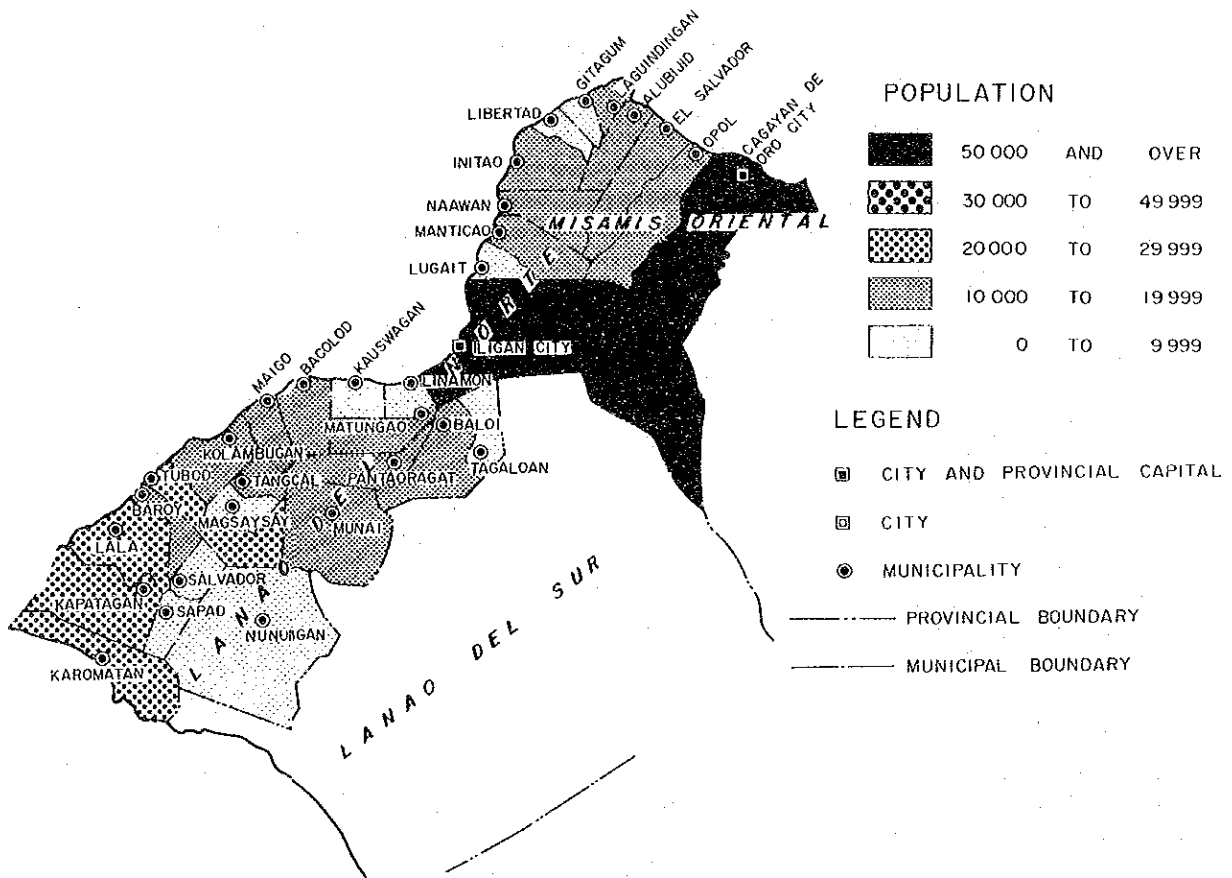 GITAGUM
LAGUINDINGAN
ALUBIJID
EL SALVADOR
OPOL
CAGAYAN DE
ORO CITY
LIBERTAD
INITAO
NAAWAN
MANTICAO
LUGAIT
MISAMIS ORIENTAL
ILIGAN CITY
LINAMON
KAUSWAGAN
BACOLOD
MAIGO
MATUNGAO
BALOI
KOLAMBUGAN
TAGALOAN
PANTAORAGAT
TUBOD
TANGCAL
BAROY
MAGSAYSAY
MUNAI
LALA
SALVADOR
KAPATAGAN
SAPAD
NUNUNGAN
KAROMATAN
LANAO DEL NORTE
LANAO DEL SUR
POPULATION
50 000 AND OVER
30 000 TO 49 999
20 000 TO 29 999
10 000 TO 19 999
0 TO 9 999
LEGEND
CITY AND PROVINCIAL CAPITAL
CITY
MUNICIPALITY
PROVINCIAL BOUNDARY
MUNICIPAL BOUNDARY